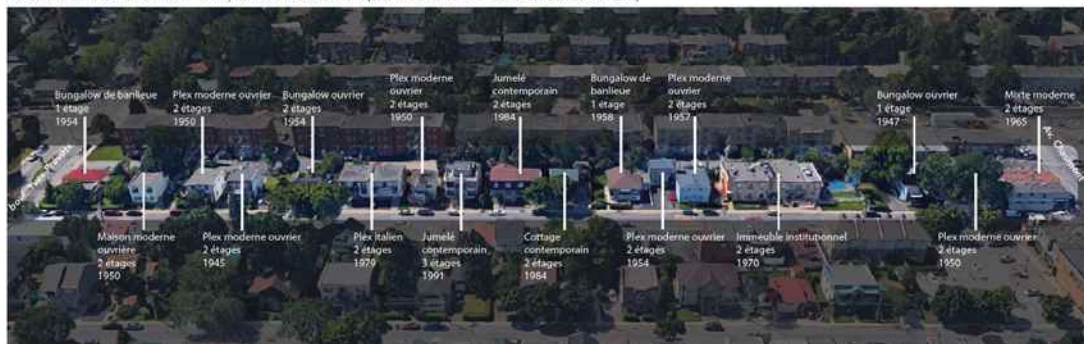 Bungalow de banlieue
1 étage
1954
Plex moderne ouvrier
2 étages
1950
Bungalow ouvrier
2 étages
1954
Plex moderne
ouvrier
2 étages
1950
Jumelé
contemporain
2 étages
1984
Bungalow de
banlieue
1 étage
1958
Plex moderne
ouvrier
2 étages
1957
Bungalow ouvrier
1 étage
1947
Mixte moderne
2 étages
1965
Maison moderne
ouvrière
2 étages
1950
Plex moderne ouvrier
2 étages
1945
Plex italien
2 étages
1979
Jumelé
contemporain
3 étages
1991
Cottage
contemporain
2 étages
1984
Plex moderne ouvrier
2 étages
1954
Immeuble institutionnel
2 étages
1970
Plex moderne ouvrier
2 étages
1950
Av.